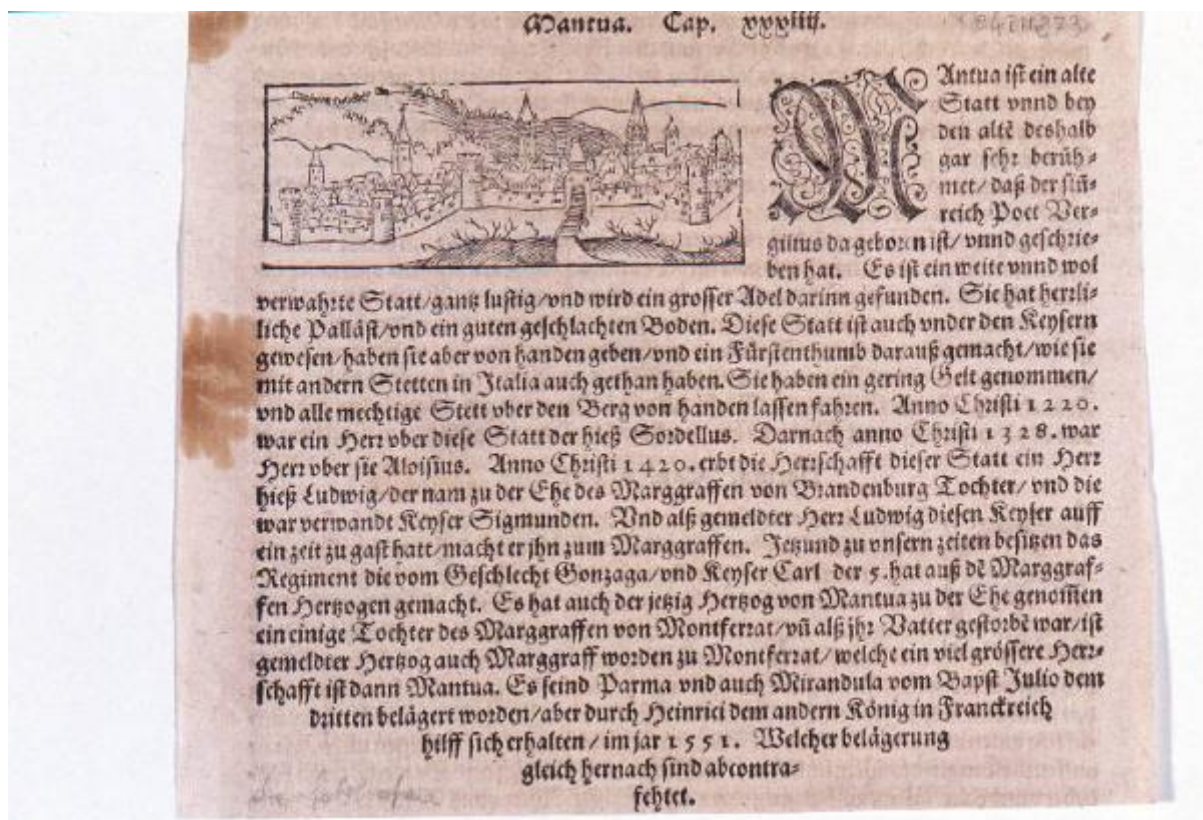 Mantua. Cap. xxxiiij.
MAntua ist ein alte
Statt vnnd bey
den altẽ deshalb
gar sehr berüh-
met/ daß der sin̄-
reich Poet Ver-
gilius da geboren ist/ vnnd geschrie-
ben hat. Es ist ein weite vnnd wol
verwahrte Statt/ gantz lustig/ vnd wird ein grosser Adel darinn gefunden. Sie hat herrli-
liche Palläst/ vnd ein guten geschlachten Boden. Diese Statt ist auch vnder den Keysern
gewesen/ haben sie aber von handen geben/ vnd ein Fürstenthumb darauß gemacht/ wie sie
mit andern Stetten in Italia auch gethan haben. Sie haben ein gering Gelt genommen/
vnd alle mechtige Stett vber den Berg von handen lassen fahren. Anno Christi 1220.
war ein Herr vber diese Statt der hieß Sordellus. Darnach anno Christi 1328. war
Herr vber sie Aloisius. Anno Christi 1420. erbt die Herrschafft dieser Statt ein Herr
hieß Ludwig/ der nam zu der Ehe des Marggraffen von Brandenburg Tochter/ vnd die
war verwandt Keyser Sigmunden. Vnd alß gemeldter Herr Ludwig diesen Keyser auff
ein zeit zu gast hatt/ macht er jhn zum Marggraffen. Jetzund zu vnsern zeiten besitzen das
Regiment die vom Geschlecht Gonzaga/ vnd Keyser Carl der 5. hat auß dẽ Marggraf-
fen Hertzogen gemacht. Es hat auch der jetzig Hertzog von Mantua zu der Ehe genom̄en
ein einige Tochter des Marggraffen von Montferrat/ vñ alß jhr Vatter gestorbẽ war/ ist
gemeldter Hertzog auch Marggraff worden zu Montferrat/ welche ein viel grössere Herr-
schafft ist dann Mantua. Es seind Parma vnd auch Mirandula vom Bapst Julio dem
dritten belägert worden/ aber durch Heinrici dem andern König in Franckreich
hilff sich erhalten/ im jar 1551. Welcher belägerung
gleich hernach sind abcontra-
fehtet.